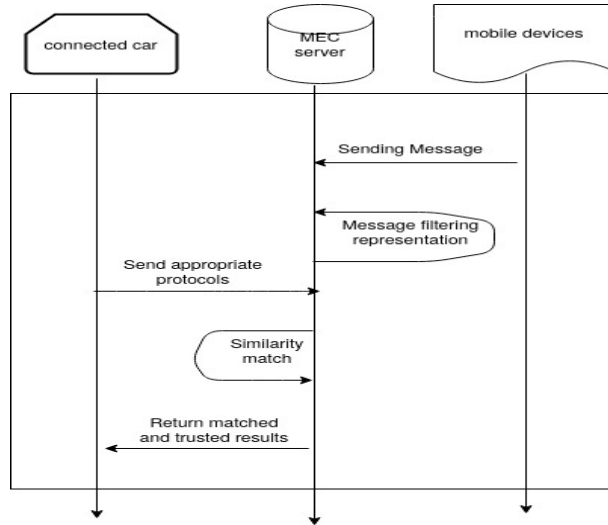 connected car
MEC
server
mobile devices
Sending Message
Message filtering
representation
Send appropriate
protocols
Similarity
match
Return matched
and trusted results